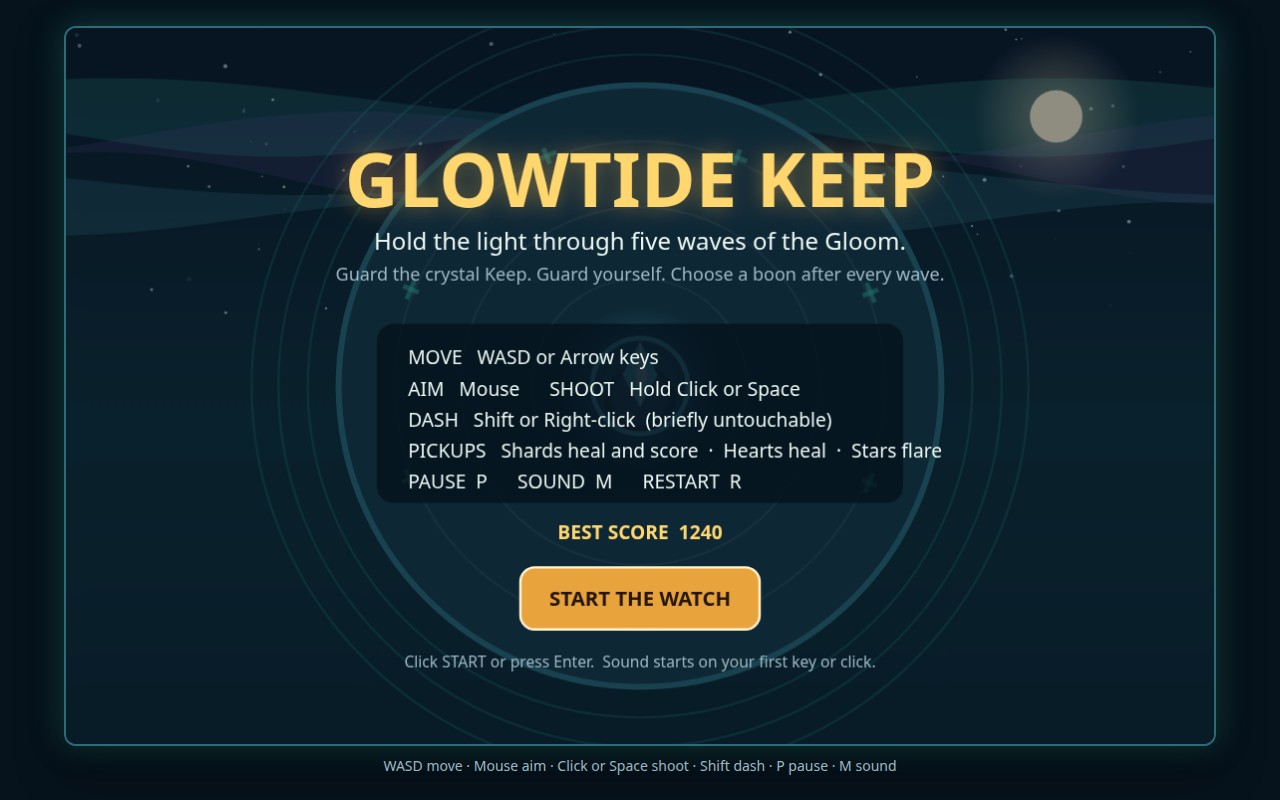 GLOWTIDE KEEP
Hold the light through five waves of the Gloom.
Guard the crystal Keep. Guard yourself. Choose a boon after every wave.
MOVE WASD or Arrow keys
AIM Mouse SHOOT Hold Click or Space
DASH Shift or Right-click (briefly untouchable)
PICKUPS Shards heal and score · Hearts heal · Stars flare
PAUSE P SOUND M RESTART R
BEST SCORE 1240
START THE WATCH
Click START or press Enter. Sound starts on your first key or click.
WASD move · Mouse aim · Click or Space shoot · Shift dash · P pause · M sound